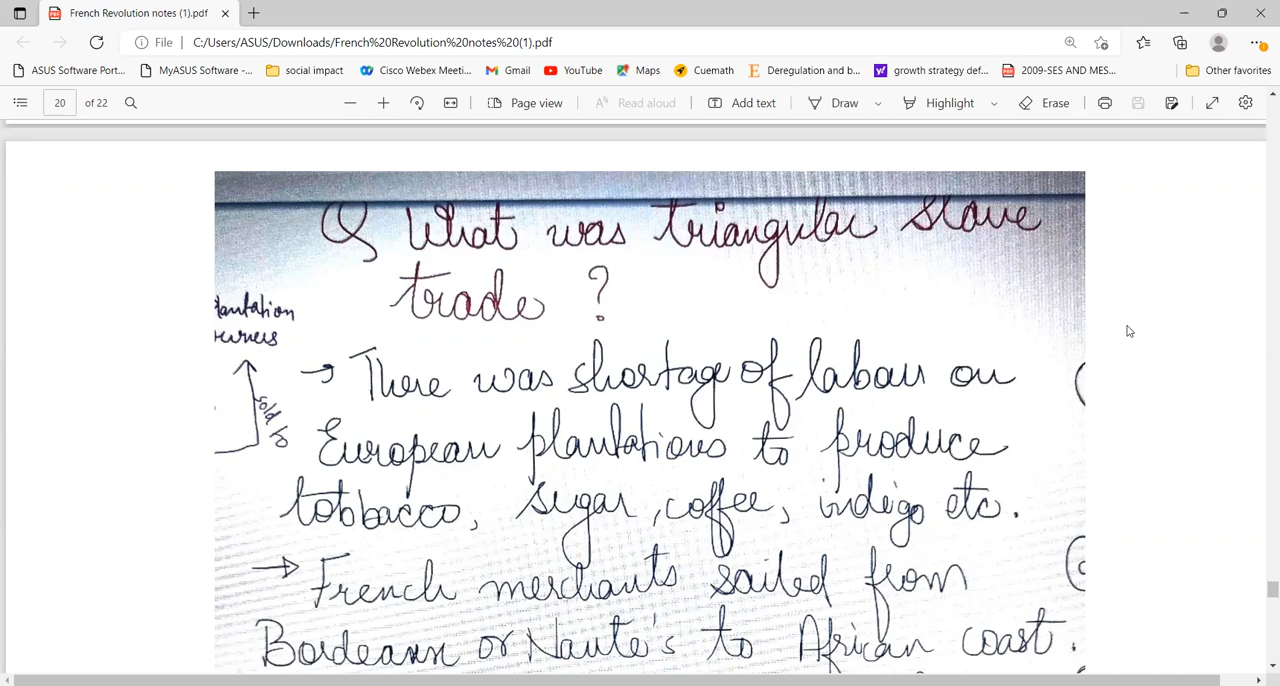 French Revolution notes (1).pdf
File C:/Users/ASUS/Downloads/French%20Revolution%20notes%20(1).pdf
ASUS Software Port... MyASUS Software -... social impact Cisco Webex Meeti... Gmail YouTube Maps Cuemath Deregulation and b... growth strategy def... 2009-SES AND MES... Other favorites
20 of 22 Page view Read aloud Add text Draw Highlight Erase
Q What was triangular slave
trade ?
lantation
sold to
→ There was shortage of labour on
European plantations to produce
tobbacco, sugar, coffee, indigo etc.
→ French merchants sailed from
Bordeaux or Nante's to African coast.